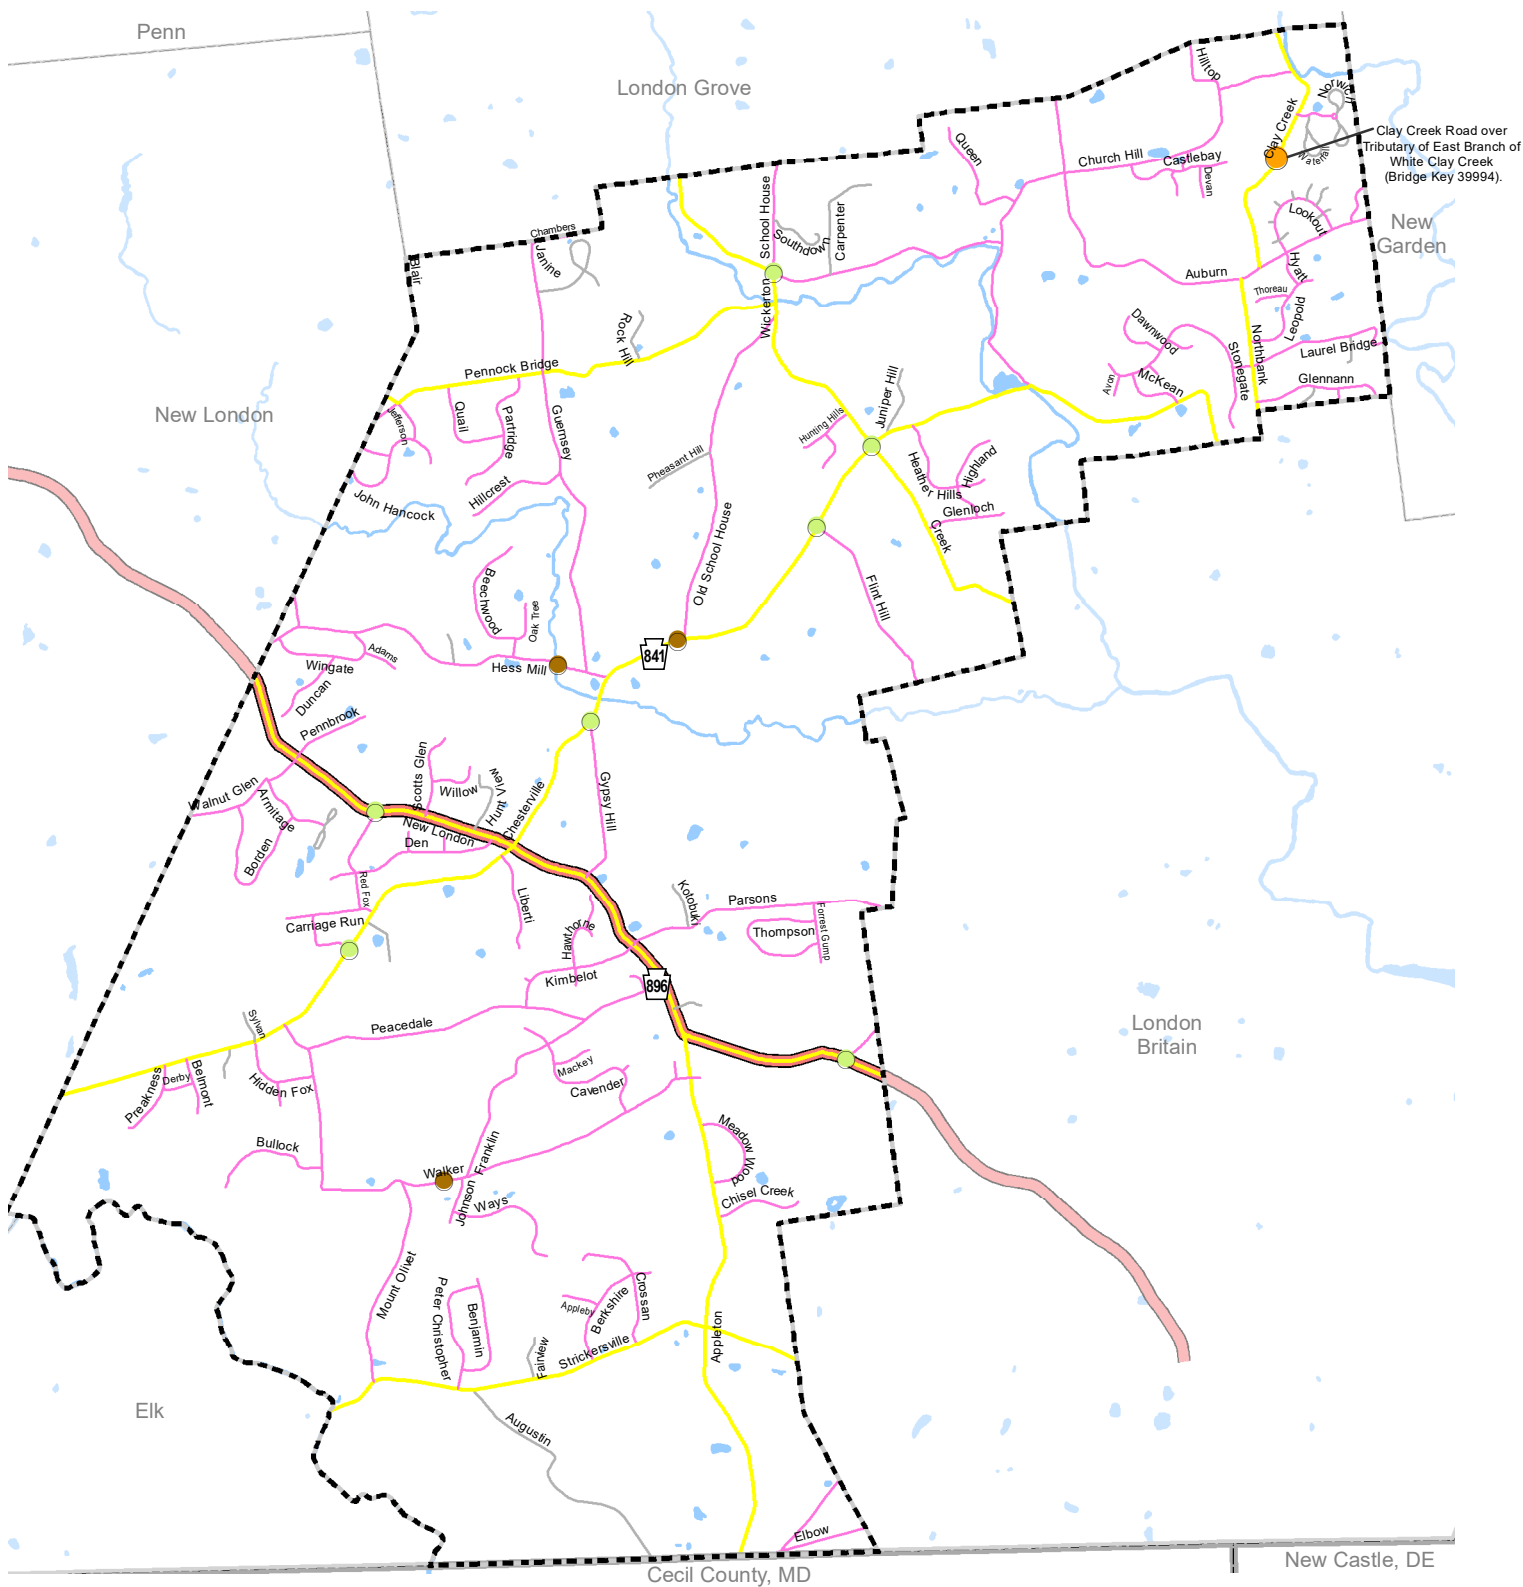 Penn
London Grove
Hilltop
Norwich
Clay Creek
Waterfall
Clay Creek Road over
Tributary of East Branch of
White Clay Creek
(Bridge Key 39994).
Queen
Church Hill
Castlebay
Devan
School House
Southdown
Carpenter
Lookout
New
Garden
Chambers
Janine
Blair
Hyatt
Auburn
Thoreau
Leopold
Wickerton
Rock Hill
Dawnwood
Northbank
Stonegate
Laurel Bridge
Glennann
Avon
McKean
Pennock Bridge
New London
Jefferson
Quail
Partridge
Guernsey
Juniper Hill
Hunting Hills
Pheasant Hill
Heather Hills
Highland
Glenloch
Creek
Hillcrest
John Hancock
Old School House
Beechwood
Oak Tree
Flint Hill
841
Hess Mill
Adams
Wingate
Duncan
Pennbrook
Walnut Glen
Armitage
Borden
Scotts Glen
Willow
Hunt View
Chesterville
Gypsy Hill
New London
Den
Red Fox
Carriage Run
Liberti
Hawthorne
Kotobuki
Parsons
Thompson
Forrest Gump
Kimbelot
896
London
Britain
Sylvan
Peacedale
Preakness
Derby
Belmont
Hidden Fox
Mackey
Cavender
Bullock
Walker
Franklin
Johnson
Ways
Meadow Wood
Chisel Creek
Mount Olivet
Peter Christopher
Benjamin
Appleby
Berkshire
Crossan
Fairview
Strickersville
Appleton
Elk
Augustin
Elbow
Cecil County, MD
New Castle, DE